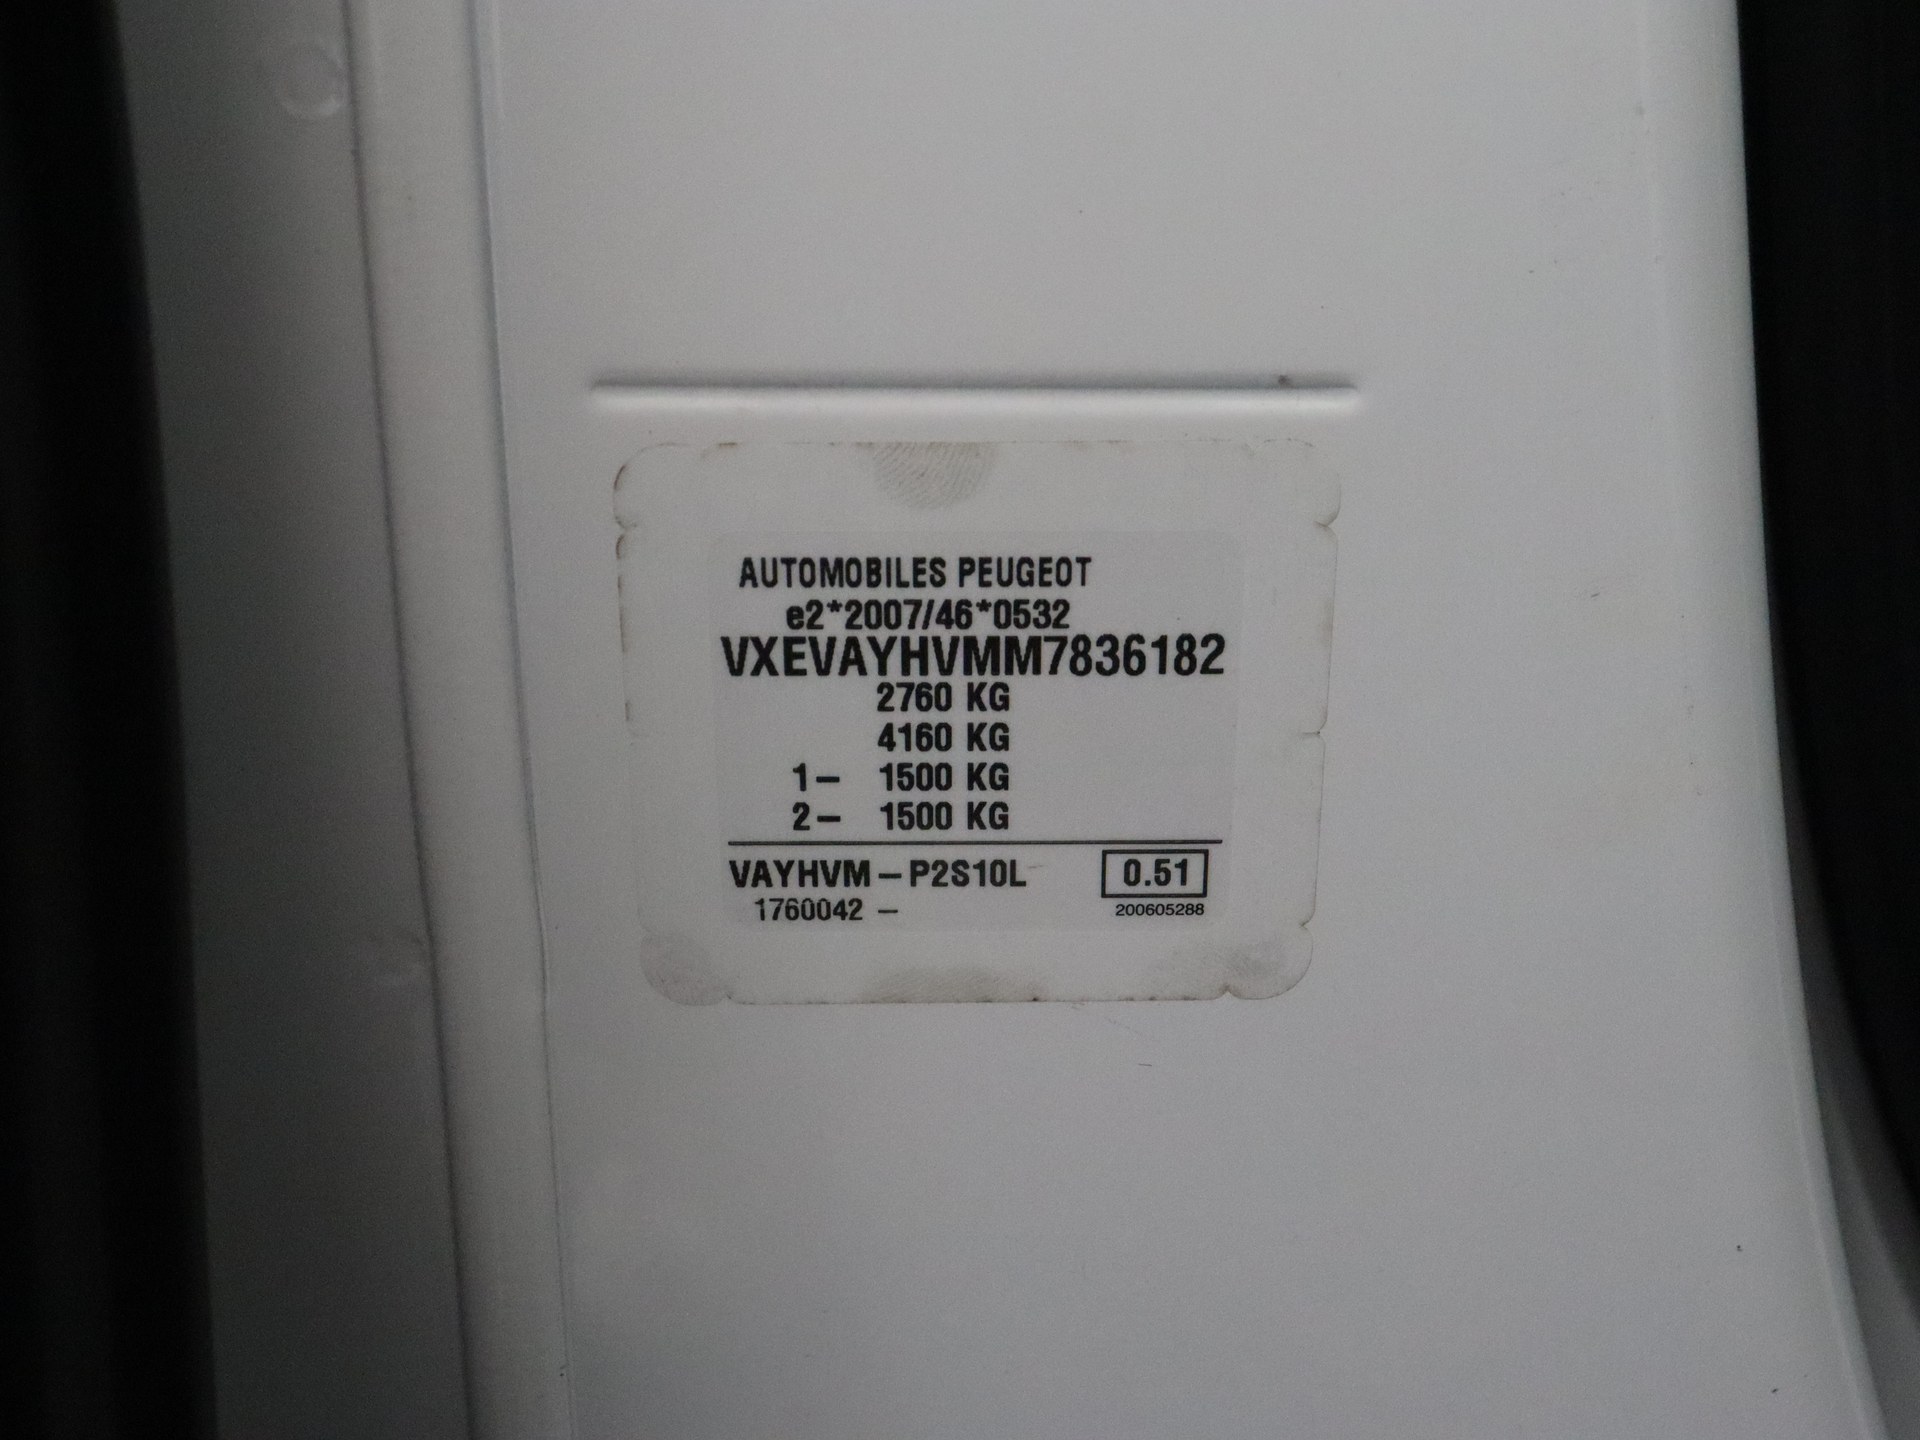 AUTOMOBILES PEUGEOT
e2*2007/46*0532
VXEVAYHVMM7836182
2760 KG
4160 KG
1– 1500 KG
2– 1500 KG
VAYHVM – P2S10L 0.51
1760042 – 200605288